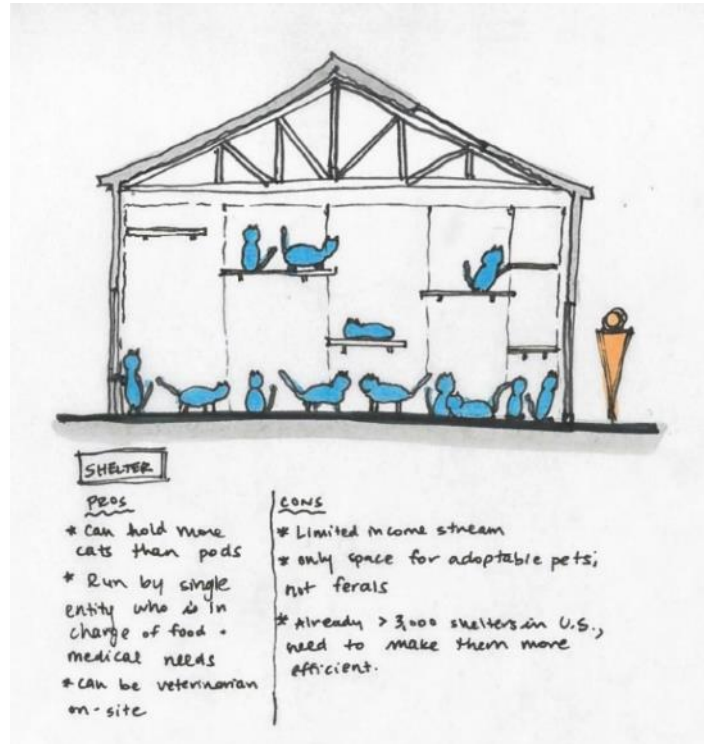 SHELTER
PROS
* Can hold more
cats than pods
* Run by single
entity who is in
charge of food +
medical needs
* can be veterinarian
on-site
CONS
* Limited income stream
* only space for adoptable pets;
not ferals
* Already > 3,000 shelters in U.S.,
need to make them more
efficient.